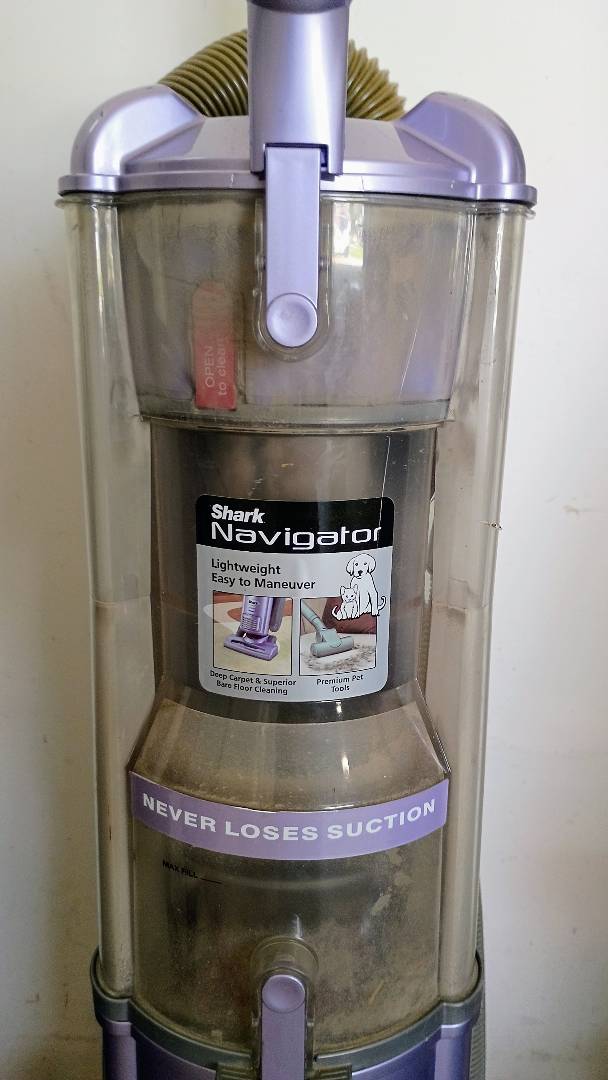 OPEN
to clean
Shark
Navigator
Lightweight
Easy to Maneuver
Deep Carpet & Superior
Bare Floor Cleaning
Premium Pet
Tools
NEVER LOSES SUCTION
MAX FILL